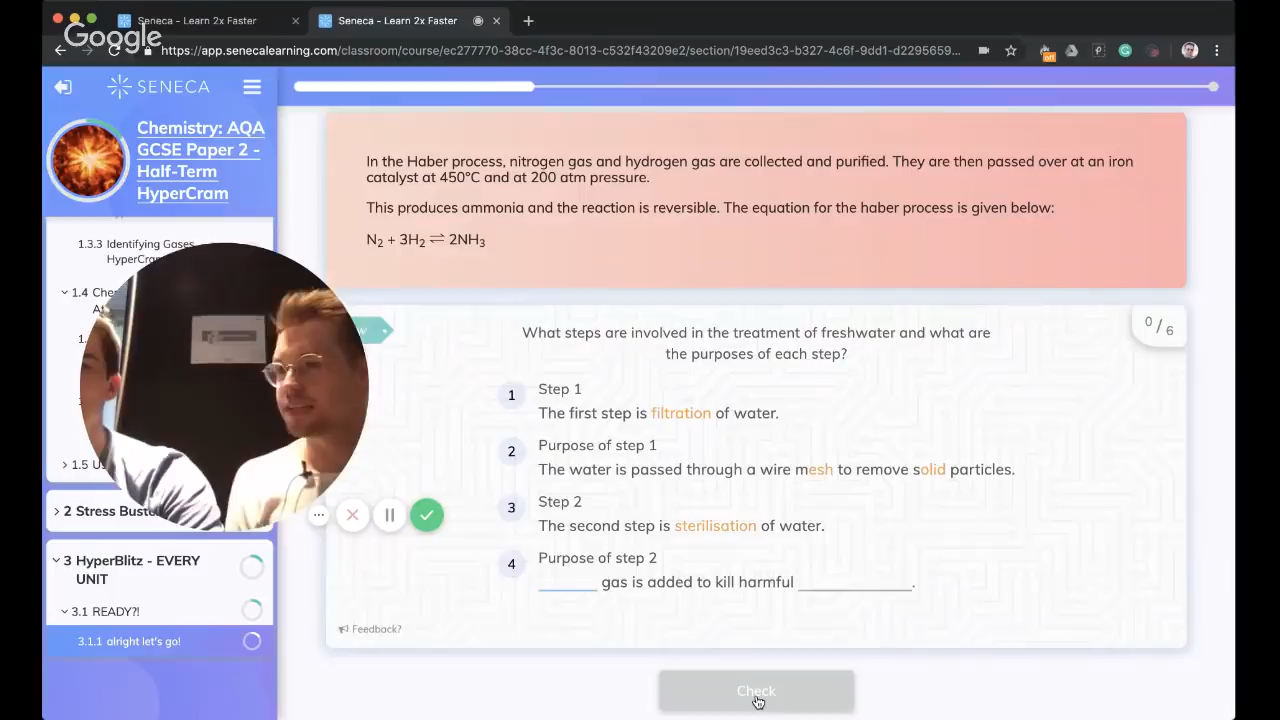 Seneca - Learn 2x Faster
Seneca - Learn 2x Faster
Google
https://app.senecalearning.com/classroom/course/ec277770-38cc-4f3c-8013-c532f43209e2/section/19eed3c3-b327-4c6f-9dd1-d2295659...
off
SENECA
Chemistry: AQA
GCSE Paper 2 -
Half-Term
HyperCram
1.3.3 Identifying Gases
1.4
1.5
2 Stress
3 HyperBlitz - EVERY
UNIT
3.1 READY?!
3.1.1 alright let's go!
In the Haber process, nitrogen gas and hydrogen gas are collected and purified. They are then passed over at an iron
catalyst at 450°C and at 200 atm pressure.
This produces ammonia and the reaction is reversible. The equation for the haber process is given below:
N₂ + 3H₂ ⇌ 2NH₃
What steps are involved in the treatment of freshwater and what are
the purposes of each step?
0/6
1 Step 1
The first step is filtration of water.
2 Purpose of step 1
The water is passed through a wire mesh to remove solid particles.
3 Step 2
The second step is sterilisation of water.
4 Purpose of step 2
______ gas is added to kill harmful ____________.
Feedback?
Check